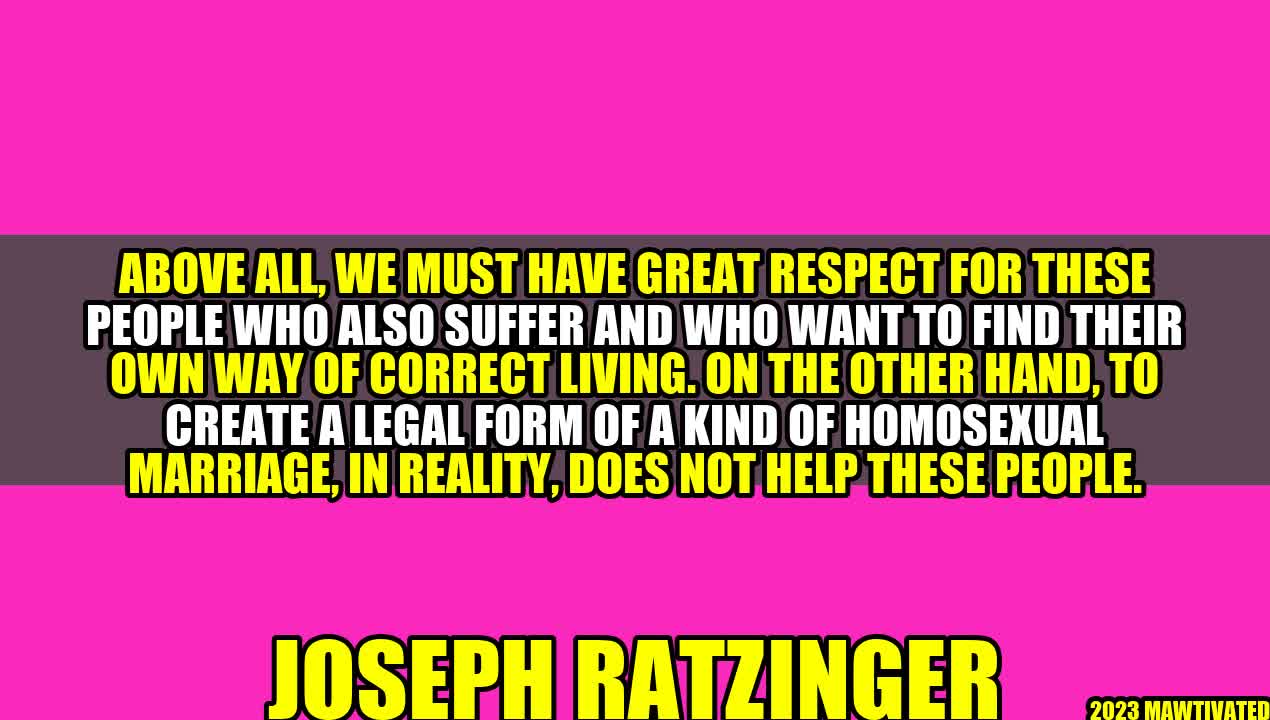 ABOVE ALL, WE MUST HAVE GREAT RESPECT FOR THESE
PEOPLE WHO ALSO SUFFER AND WHO WANT TO FIND THEIR
OWN WAY OF CORRECT LIVING. ON THE OTHER HAND, TO
CREATE A LEGAL FORM OF A KIND OF HOMOSEXUAL
MARRIAGE, IN REALITY, DOES NOT HELP THESE PEOPLE.
JOSEPH RATZINGER
2023 MAWTIVATED